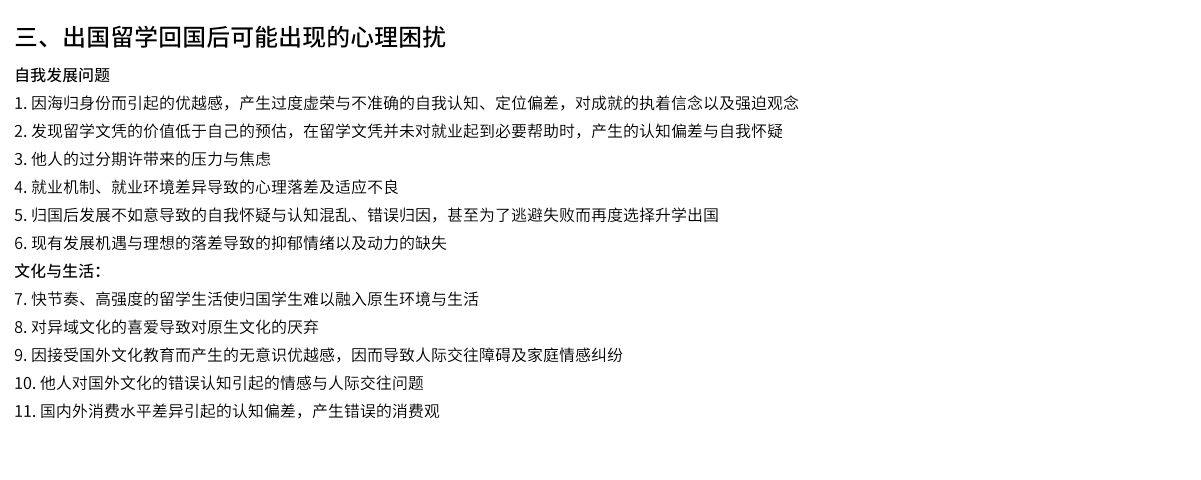 三、出国留学回国后可能出现的心理困扰
自我发展问题
1. 因海归身份而引起的优越感，产生过度虚荣与不准确的自我认知、定位偏差，对成就的执着信念以及强迫观念
2. 发现留学文凭的价值低于自己的预估，在留学文凭并未对就业起到必要帮助时，产生的认知偏差与自我怀疑
3. 他人的过分期许带来的压力与焦虑
4. 就业机制、就业环境差异导致的心理落差及适应不良
5. 归国后发展不如意导致的自我怀疑与认知混乱、错误归因，甚至为了逃避失败而再度选择升学出国
6. 现有发展机遇与理想的落差导致的抑郁情绪以及动力的缺失
文化与生活：
7. 快节奏、高强度的留学生活使归国学生难以融入原生环境与生活
8. 对异域文化的喜爱导致对原生文化的厌弃
9. 因接受国外文化教育而产生的无意识优越感，因而导致人际交往障碍及家庭情感纠纷
10. 他人对国外文化的错误认知引起的情感与人际交往问题
11. 国内外消费水平差异引起的认知偏差，产生错误的消费观